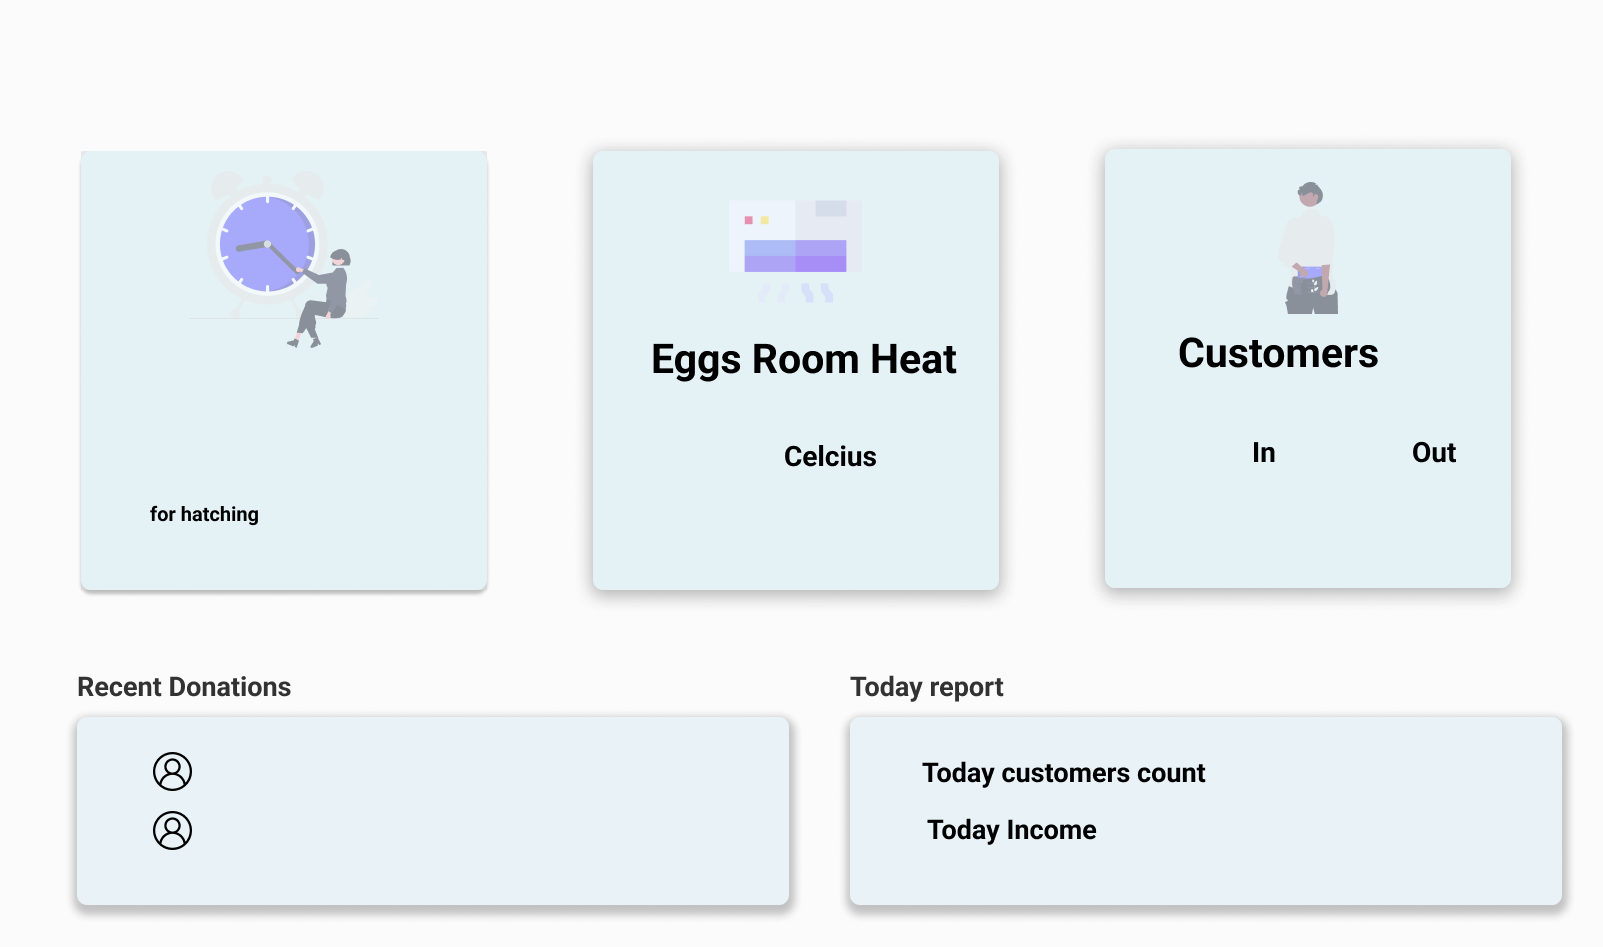 Eggs Room Heat
Customers
Celcius
In
Out
for hatching
Recent Donations
Today report
Today customers count
Today Income